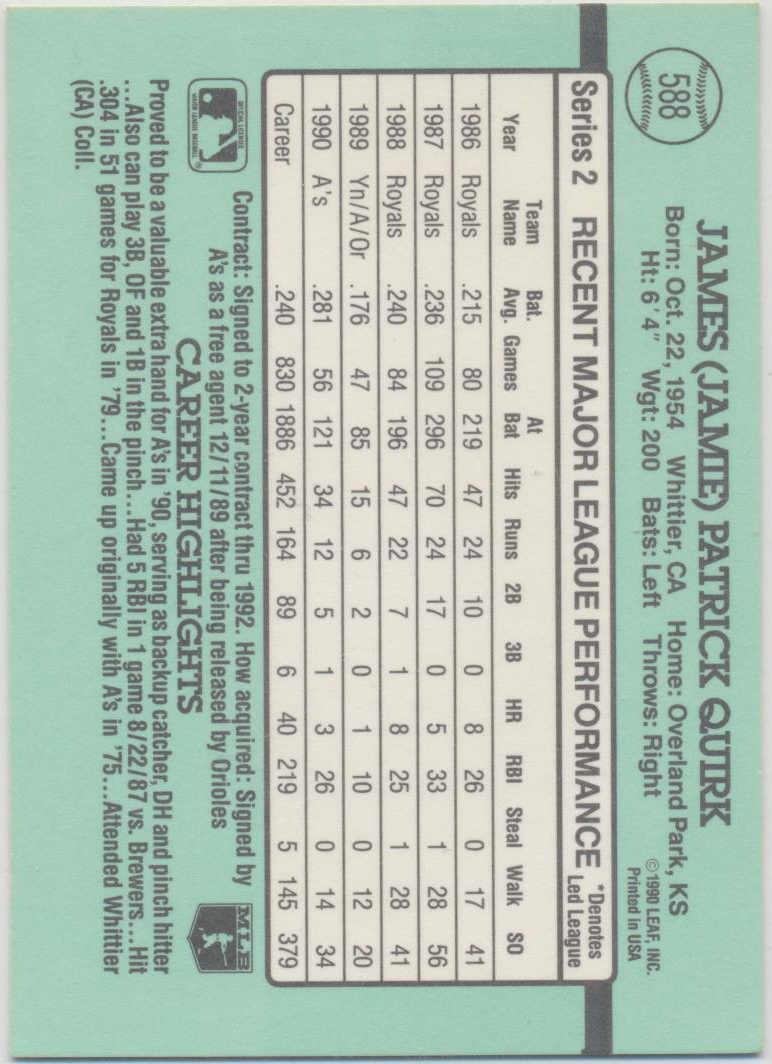 588
JAMES (JAMIE) PATRICK QUIRK
Born: Oct. 22, 1954 Whittier, CA Home: Overland Park, KS
Ht: 6'4" Wgt: 200 Bats: Left Throws: Right
©1990 LEAF, INC.
Printed in USA
Series 2 RECENT MAJOR LEAGUE PERFORMANCE *Denotes Led League
Year Team Name Bat. Avg. Games At Bat Hits Runs 2B 3B HR RBI Steal Walk SO
1986 Royals .215 80 219 47 24 10 0 8 26 0 17 41
1987 Royals .236 109 296 70 24 17 0 5 33 1 28 56
1988 Royals .240 84 196 47 22 7 1 8 25 1 28 41
1989 Yn/A/Or .176 47 85 15 6 2 0 1 10 0 12 20
1990 A's .281 56 121 34 12 5 1 3 26 0 14 34
Career .240 830 1886 452 164 89 6 40 219 5 145 379
OFFICIAL LICENSEE
MAJOR LEAGUE BASEBALL®
Contract: Signed to 2-year contract thru 1992. How acquired: Signed by
A's as a free agent 12/11/89 after being released by Orioles
MLB
CAREER HIGHLIGHTS
Proved to be a valuable extra hand for A's in '90, serving as backup catcher, DH and pinch hitter
...Also can play 3B, OF and 1B in the pinch...Had 5 RBI in 1 game 8/22/87 vs. Brewers...Hit
.304 in 51 games for Royals in '79...Came up originally with A's in '75...Attended Whittier
(CA) Coll.